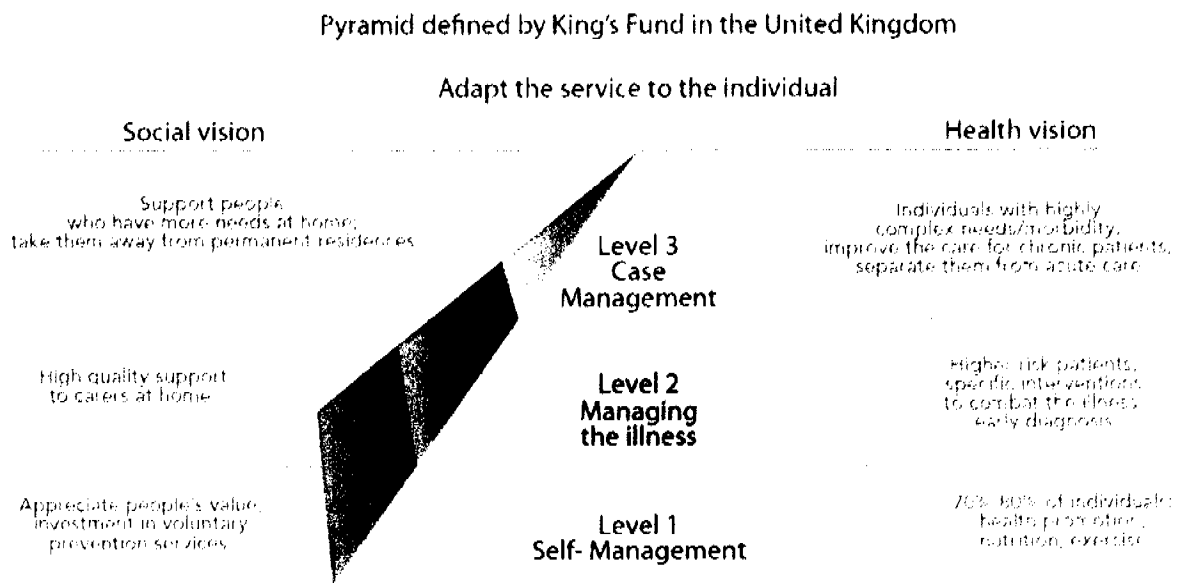 Pyramid defined by King's Fund in the United Kingdom
Adapt the service to the individual
Social vision
Health vision
Support people
who have more needs at home;
take them away from permanent residences
Individuals with highly
complex needs/morbidity,
improve the care for chronic patients,
separate them from acute care
Level 3
Case
Management
High quality support
to carers at home
Level 2
Managing
the illness
Higher risk patients,
specific interventions
to combat the illness
early diagnosis
Appreciate people's value,
investment in voluntary
prevention services
Level 1
Self- Management
70%-80% of individuals:
health promotion,
nutrition, exercise